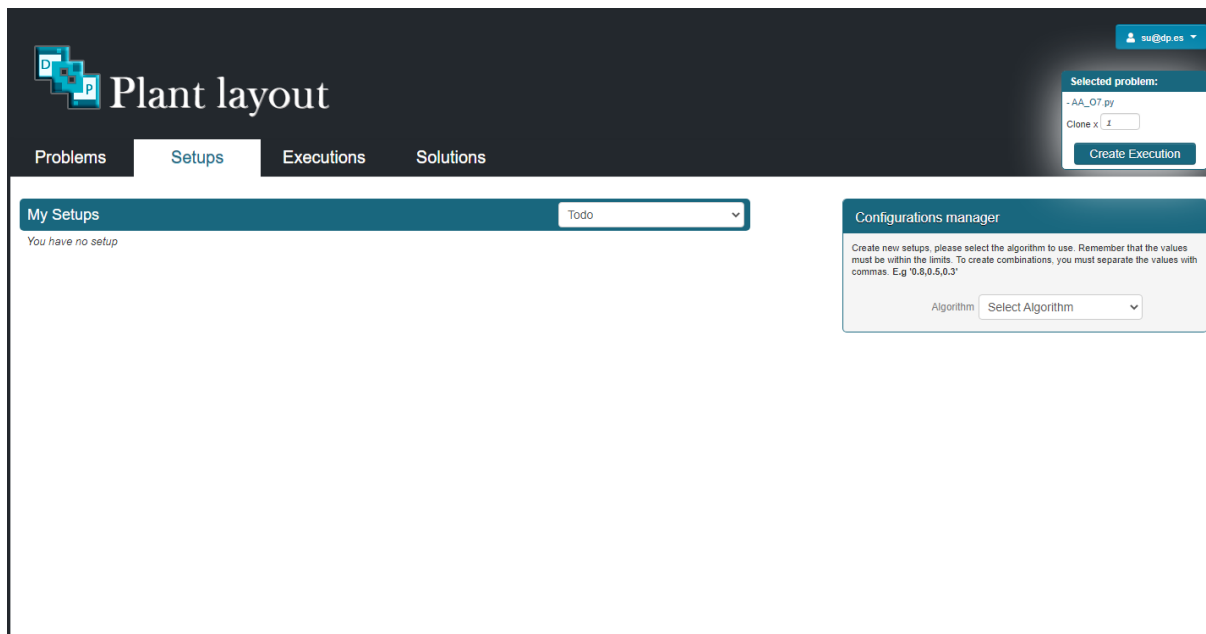 su@dp.es
D
P
Plant layout
Selected problem:
- AA_O7.py
Clone x 1
Create Execution
Problems Setups Executions Solutions
My Setups Todo
You have no setup
Configurations manager
Create new setups, please select the algorithm to use. Remember that the values
must be within the limits. To create combinations, you must separate the values with
commas. E.g '0.8,0.5,0.3'
Algorithm Select Algorithm